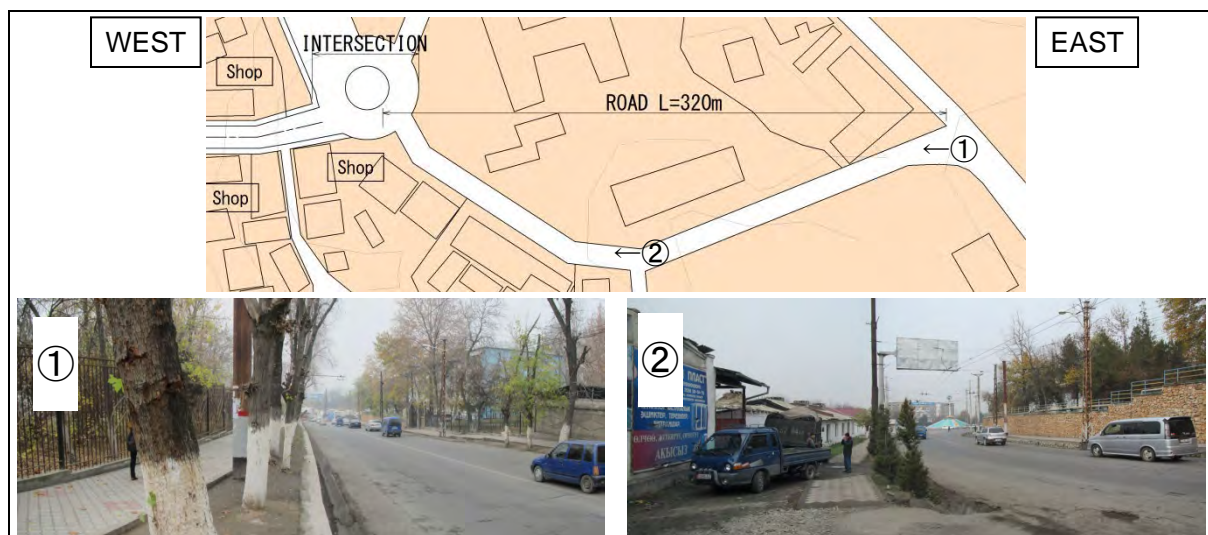 WEST
EAST
INTERSECTION
Shop
ROAD L=320m
←①
Shop
Shop
←②
①
②
ПЛАСТ
АКЫСЫЗ